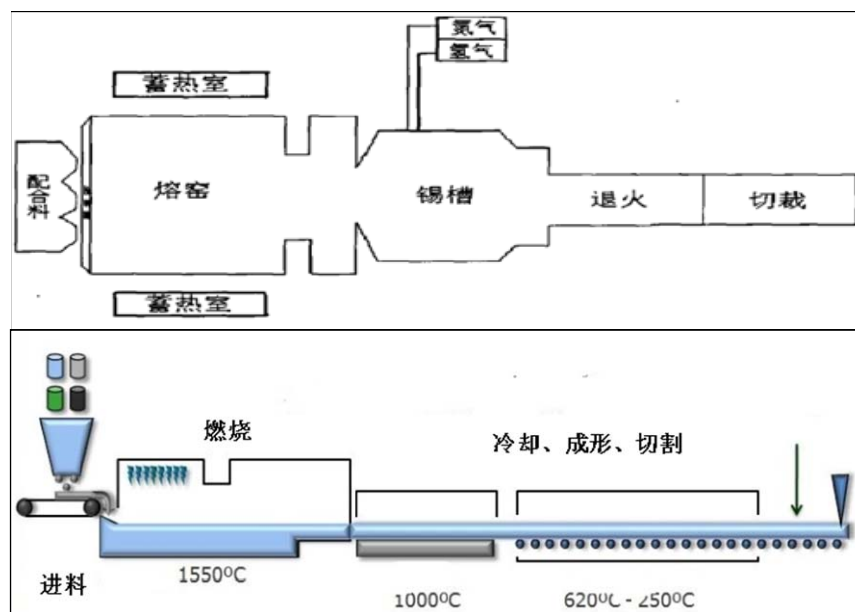 氮气
氢气
蓄热室
配合料
熔窑
锡槽
退火
切裁
蓄热室
燃烧
冷却、成形、切割
进料
1550⁰C
1000⁰C
620⁰C - 250⁰C